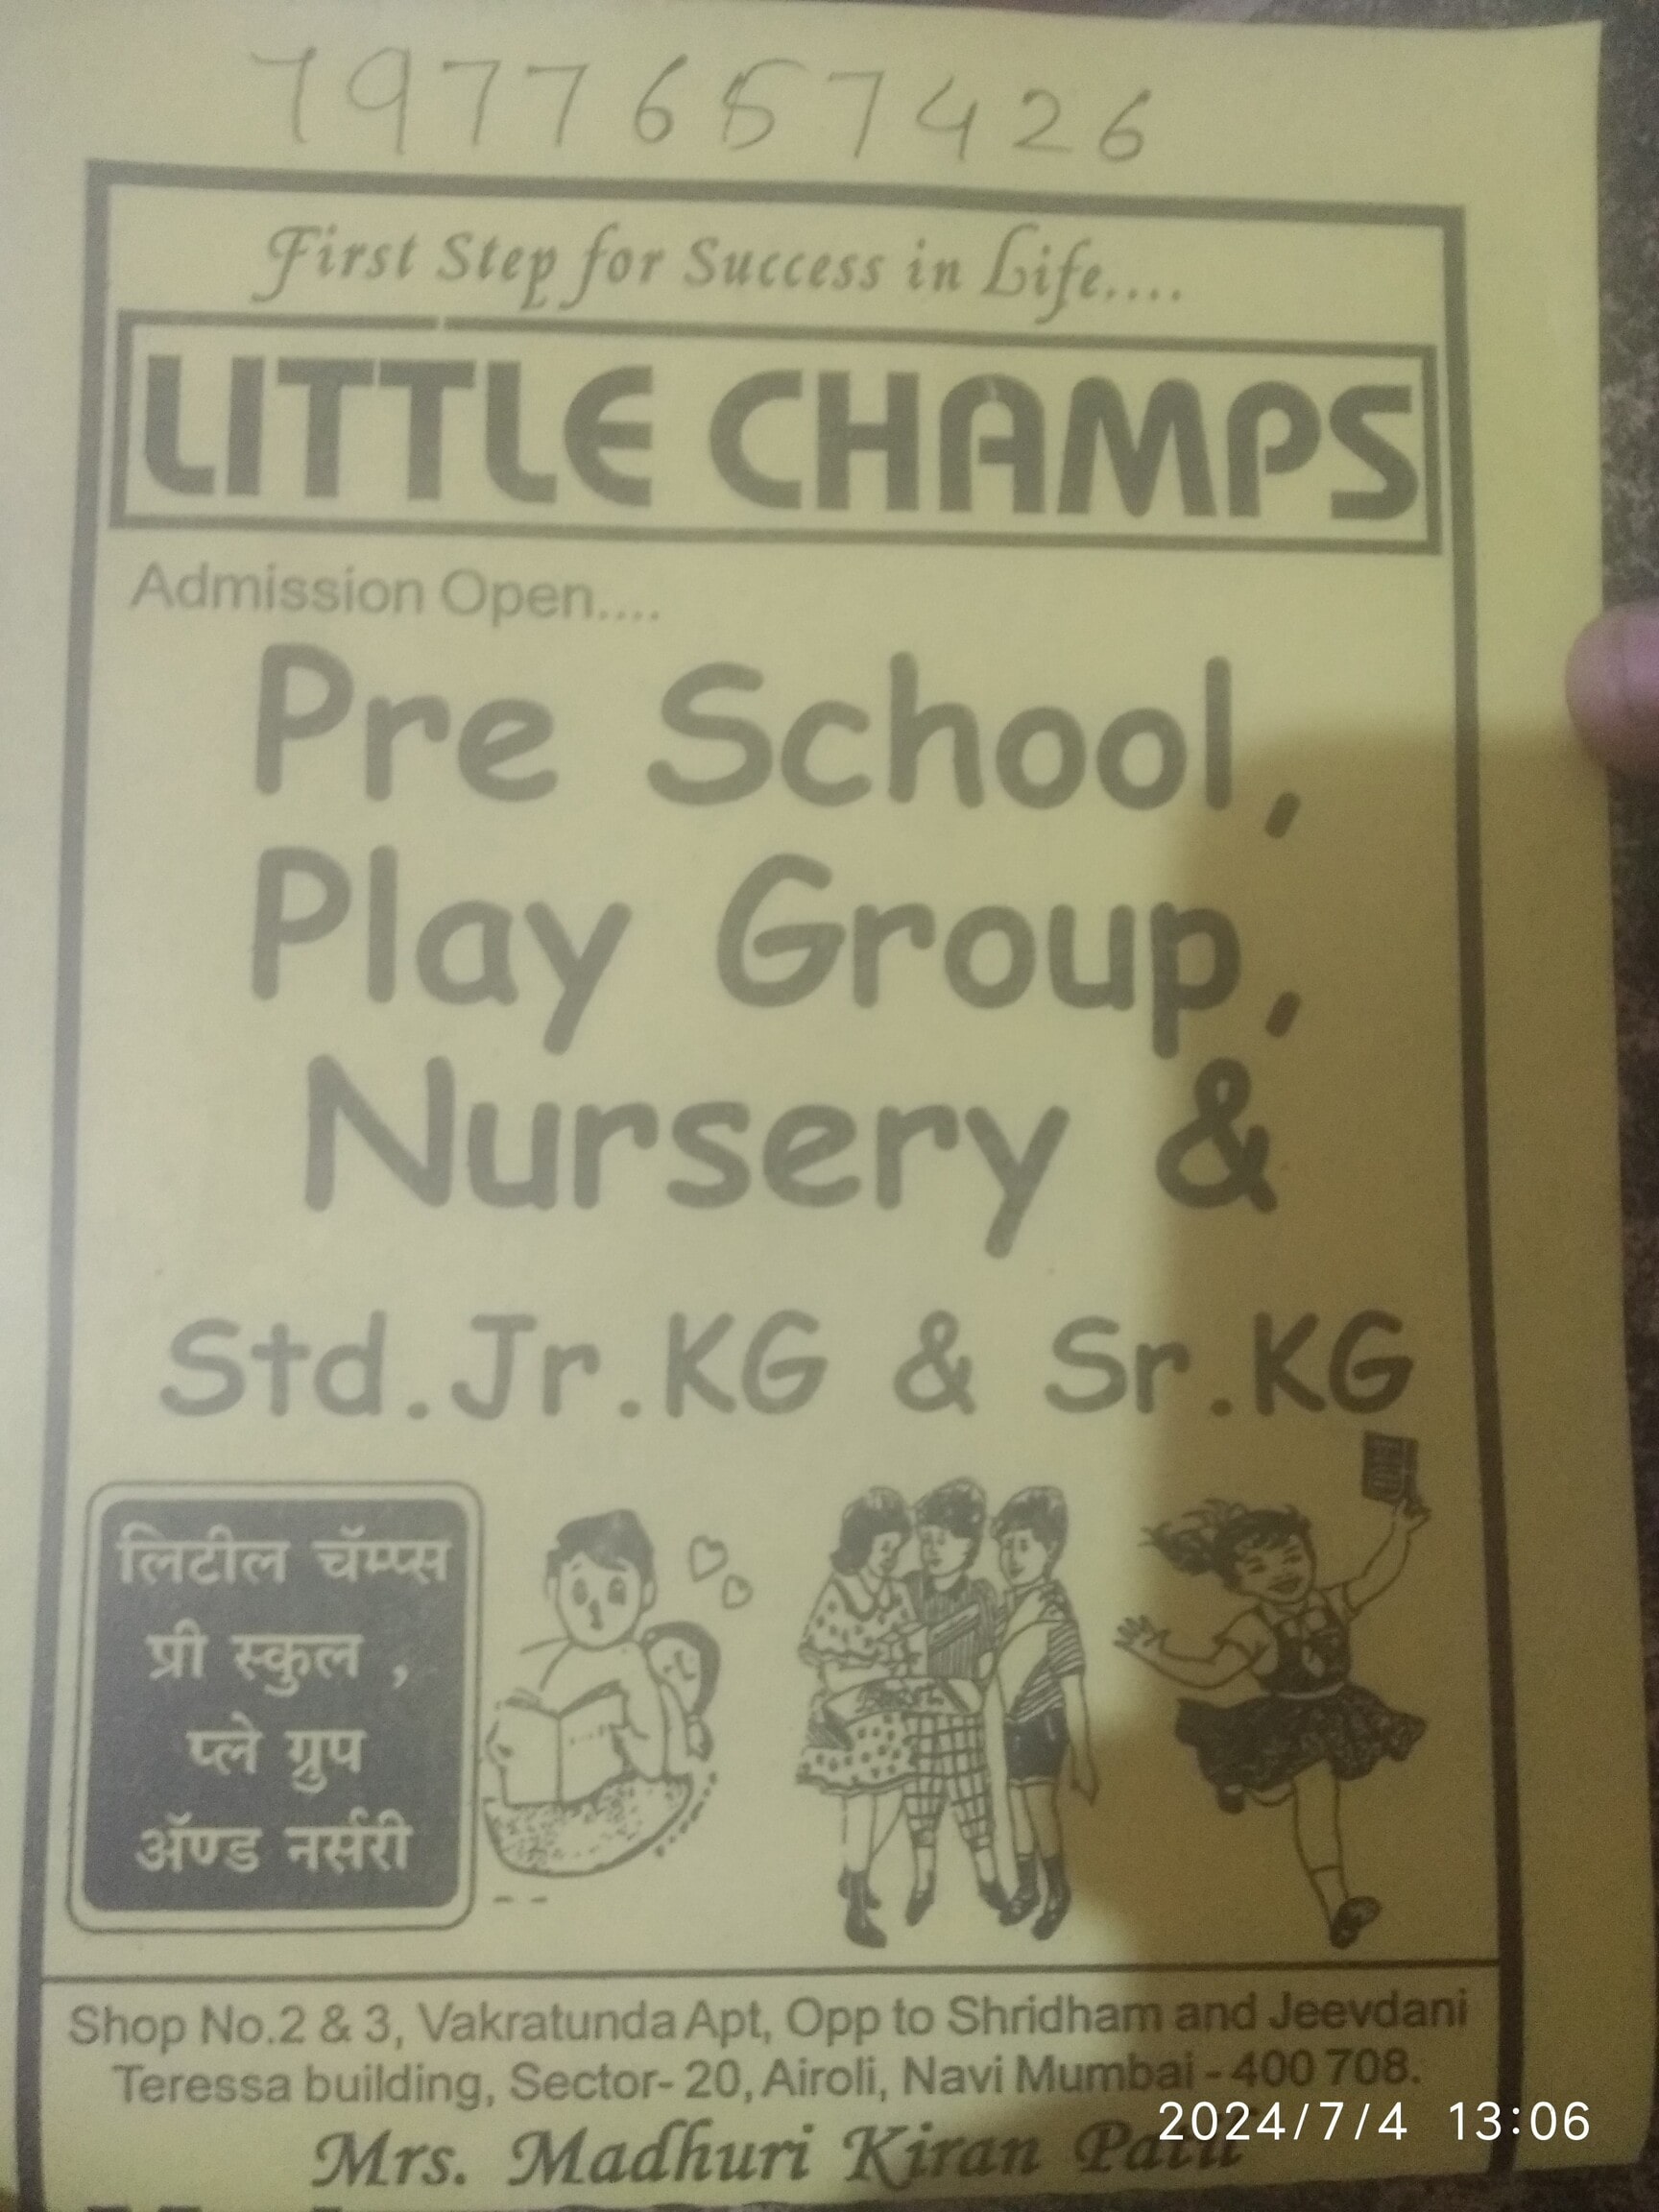 7977657426
First Step for Success in Life....
LITTLE CHAMPS
Admission Open....
Pre School,
Play Group,
Nursery &
Std.Jr.KG & Sr.KG
लिटील चॅम्प्स
प्री स्कुल ,
प्ले ग्रुप
ॲण्ड नर्सरी
Shop No.2 & 3, Vakratunda Apt, Opp to Shridham and Jeevdani
Teressa building, Sector- 20, Airoli, Navi Mumbai - 400 708.
Mrs. Madhuri Kiran Patil
2024/7/4 13:06